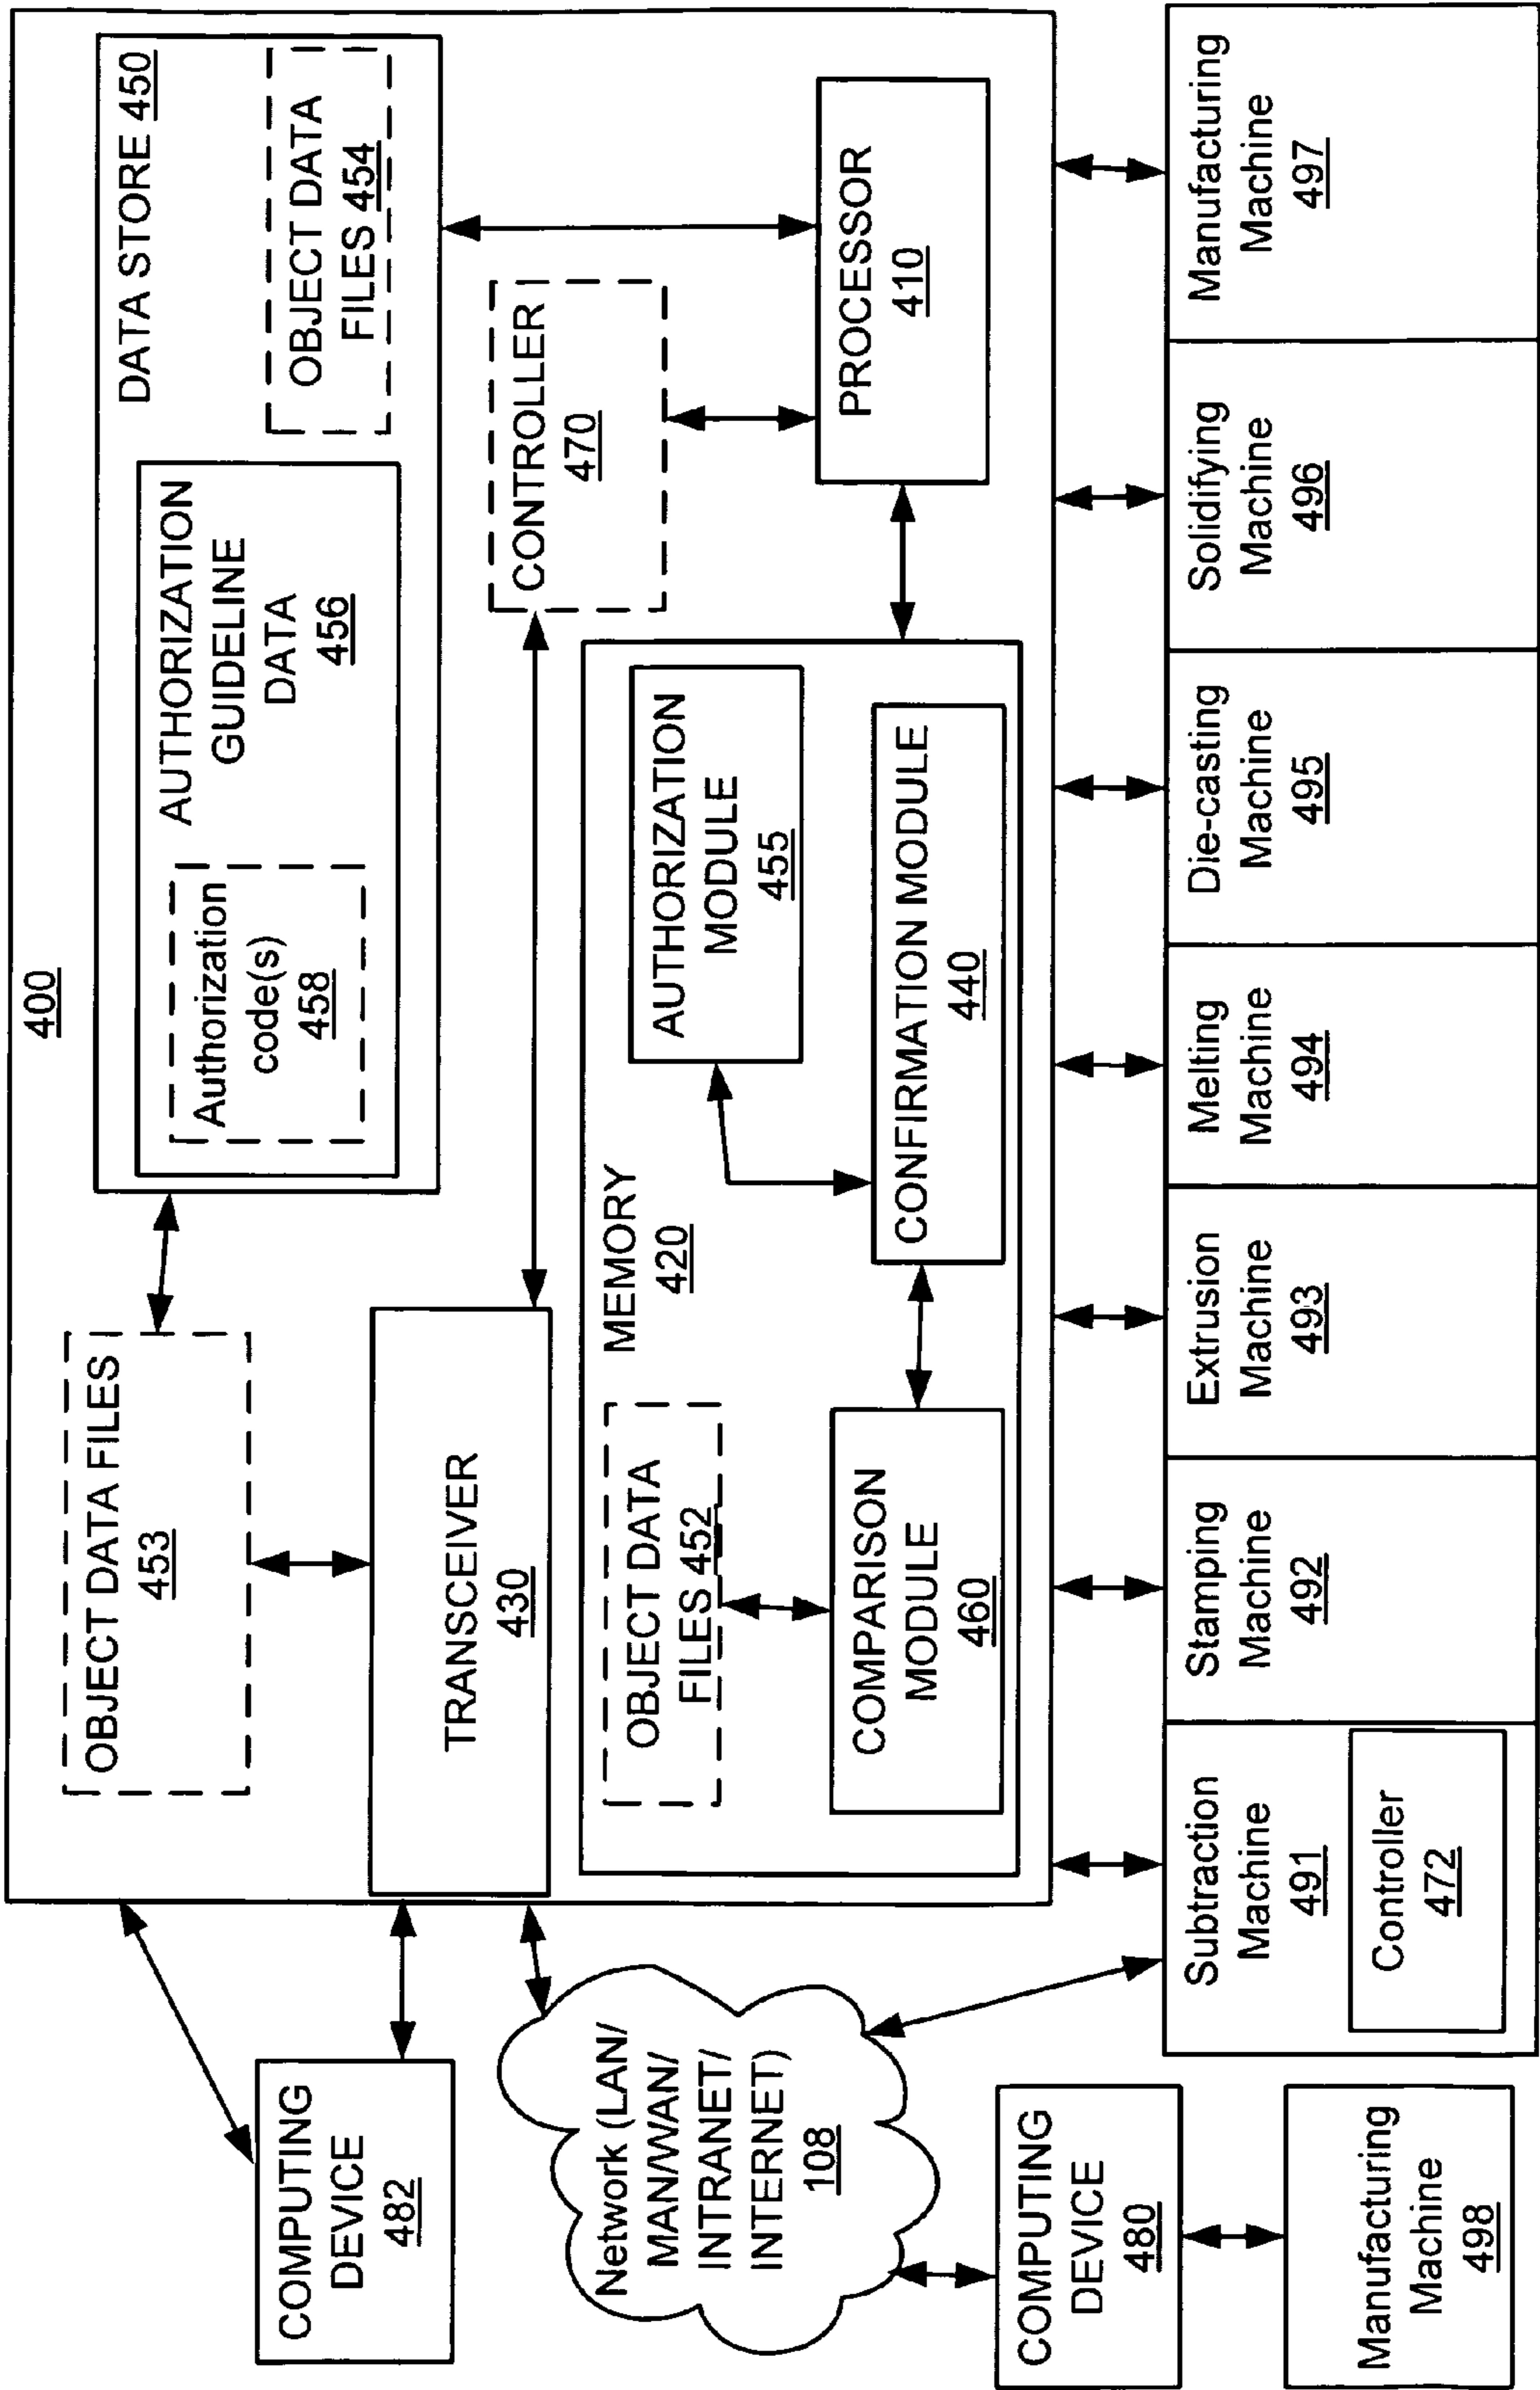 400
DATA STORE 450
AUTHORIZATION
GUIDELINE
DATA
456
Authorization
code(s)
458
OBJECT DATA
FILES 454
OBJECT DATA FILES
453
TRANSCEIVER
430
CONTROLLER
470
PROCESSOR
410
MEMORY
420
OBJECT DATA
FILES 452
COMPARISON
MODULE
460
AUTHORIZATION
MODULE
455
CONFIRMATION MODULE
440
COMPUTING
DEVICE
482
Network (LAN/
MAN/WAN/
INTRANET/
INTERNET)
108
COMPUTING
DEVICE
480
Manufacturing
Machine
498
Subtraction
Machine
491
Controller
472
Stamping
Machine
492
Extrusion
Machine
493
Melting
Machine
494
Die-casting
Machine
495
Solidifying
Machine
496
Manufacturing
Machine
497